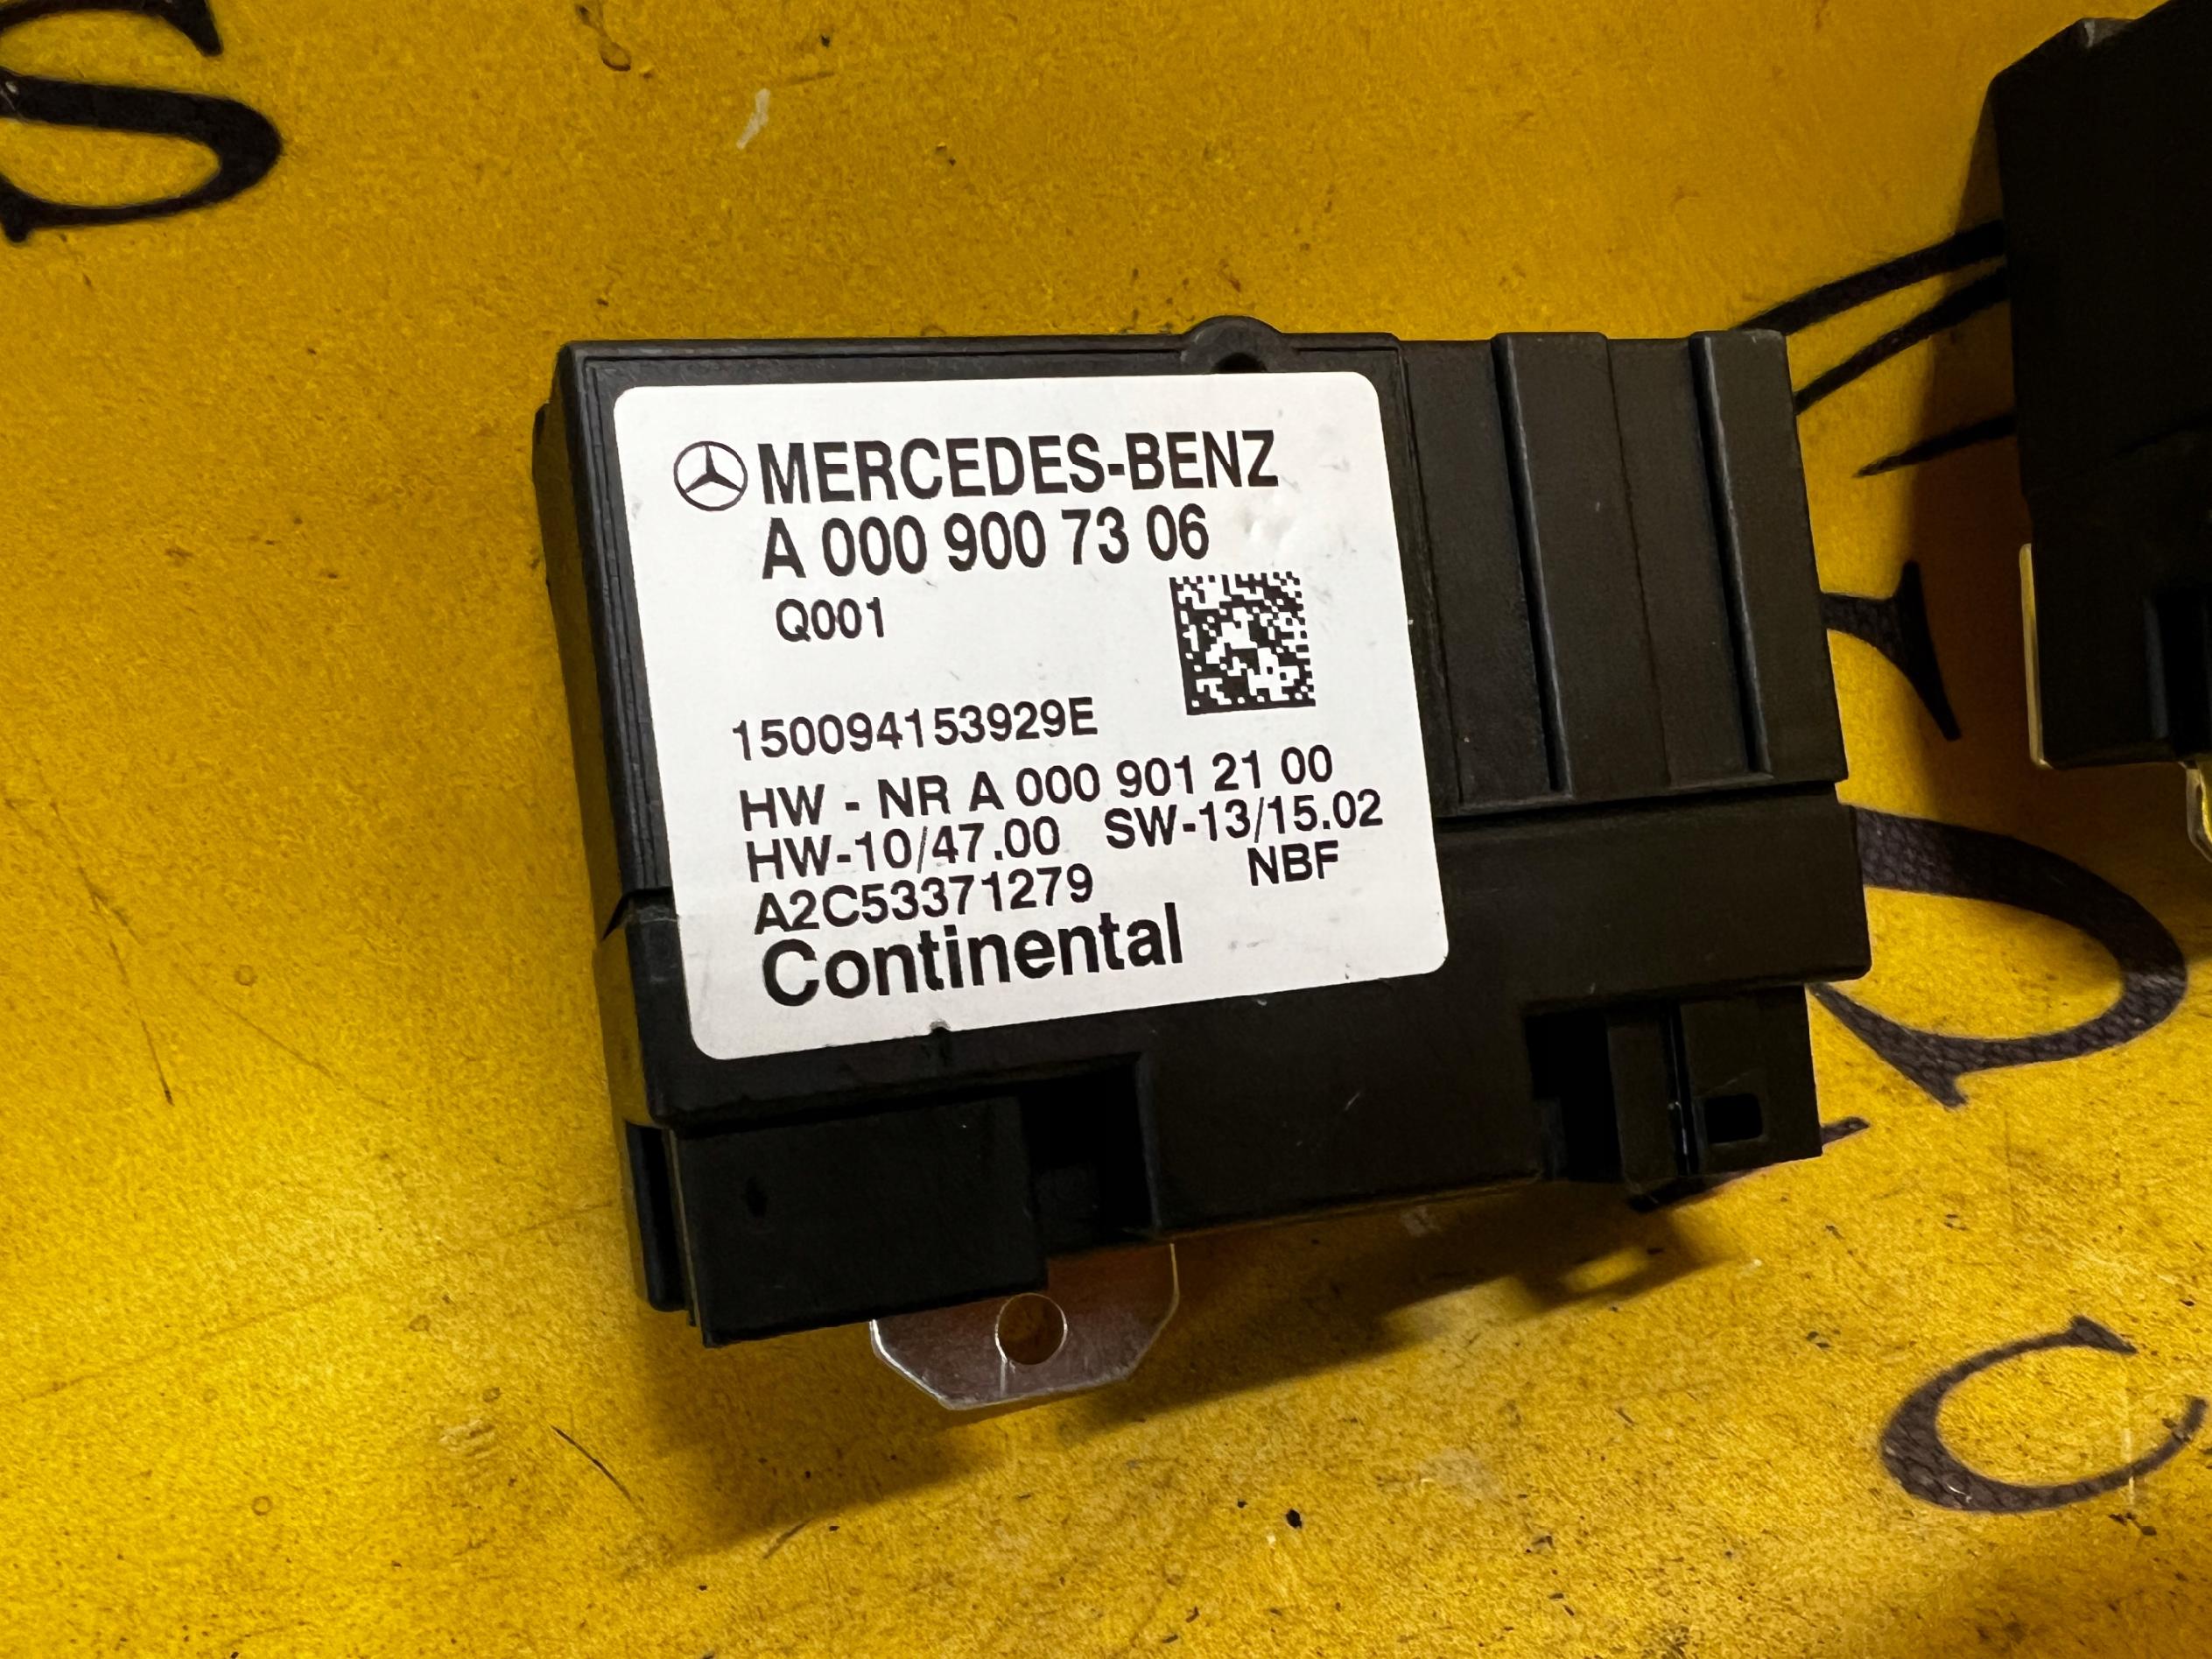 S
MERCEDES-BENZ
A 000 900 73 06
Q001
150094153929E
HW - NR A 000 901 21 00
HW-10/47.00 SW-13/15.02
A2C53371279 NBF
Continental
C